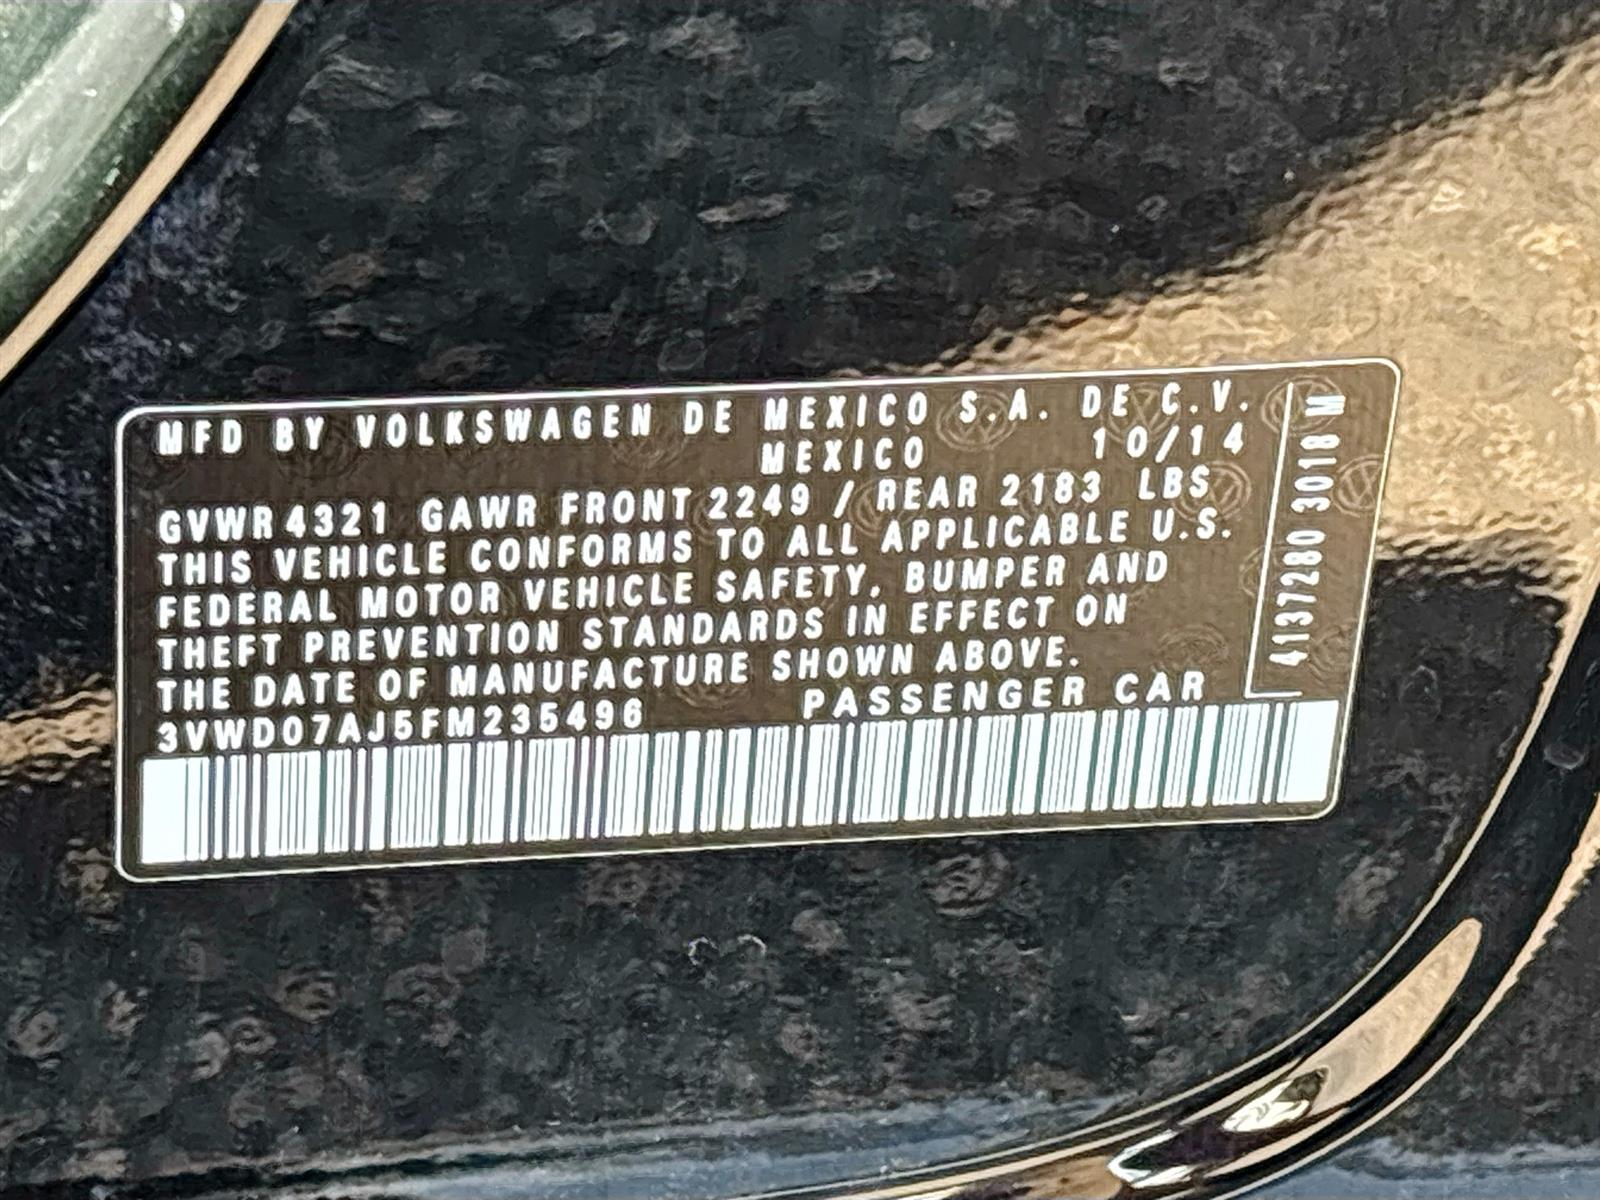 MFD BY VOLKSWAGEN DE MEXICO S.A. DE C.V.
MEXICO 10/14
GVWR 4321 GAWR FRONT 2249 / REAR 2183 LBS
THIS VEHICLE CONFORMS TO ALL APPLICABLE U.S.
FEDERAL MOTOR VEHICLE SAFETY, BUMPER AND
THEFT PREVENTION STANDARDS IN EFFECT ON
THE DATE OF MANUFACTURE SHOWN ABOVE.
3VWD07AJ5FM235496 PASSENGER CAR
4137280 3018 M